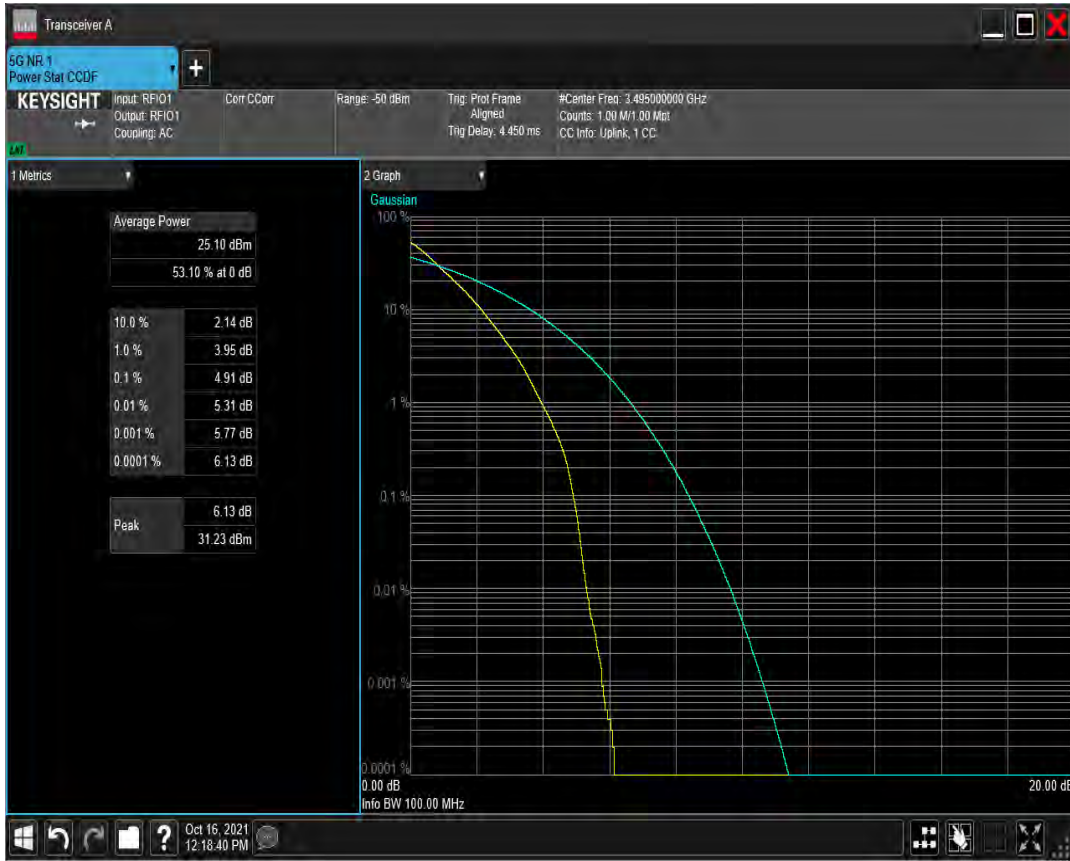 Transceiver A
5G NR 1
Power Stat CCDF
+
KEYSIGHT
Input: RFIO1
Output: RFIO1
Coupling: AC
Corr CCorr
Range: -50 dBm
Trig: Prot Frame
Aligned
Trig Delay: 4.450 ms
#Center Freq: 3.495000000 GHz
Counts: 1.00 M/1.00 Mpt
CC Info: Uplink, 1 CC
1 Metrics
Average Power
25.10 dBm
53.10 % at 0 dB
10.0 % 2.14 dB
1.0 % 3.95 dB
0.1 % 4.91 dB
0.01 % 5.31 dB
0.001 % 5.77 dB
0.0001 % 6.13 dB
Peak
6.13 dB
31.23 dBm
2 Graph
Gaussian
100 %
10 %
1 %
0.1 %
0.01 %
0.001 %
0.0001 %
0.00 dB
20.00 dB
Info BW 100.00 MHz
?
Oct 16, 2021
12:18:40 PM